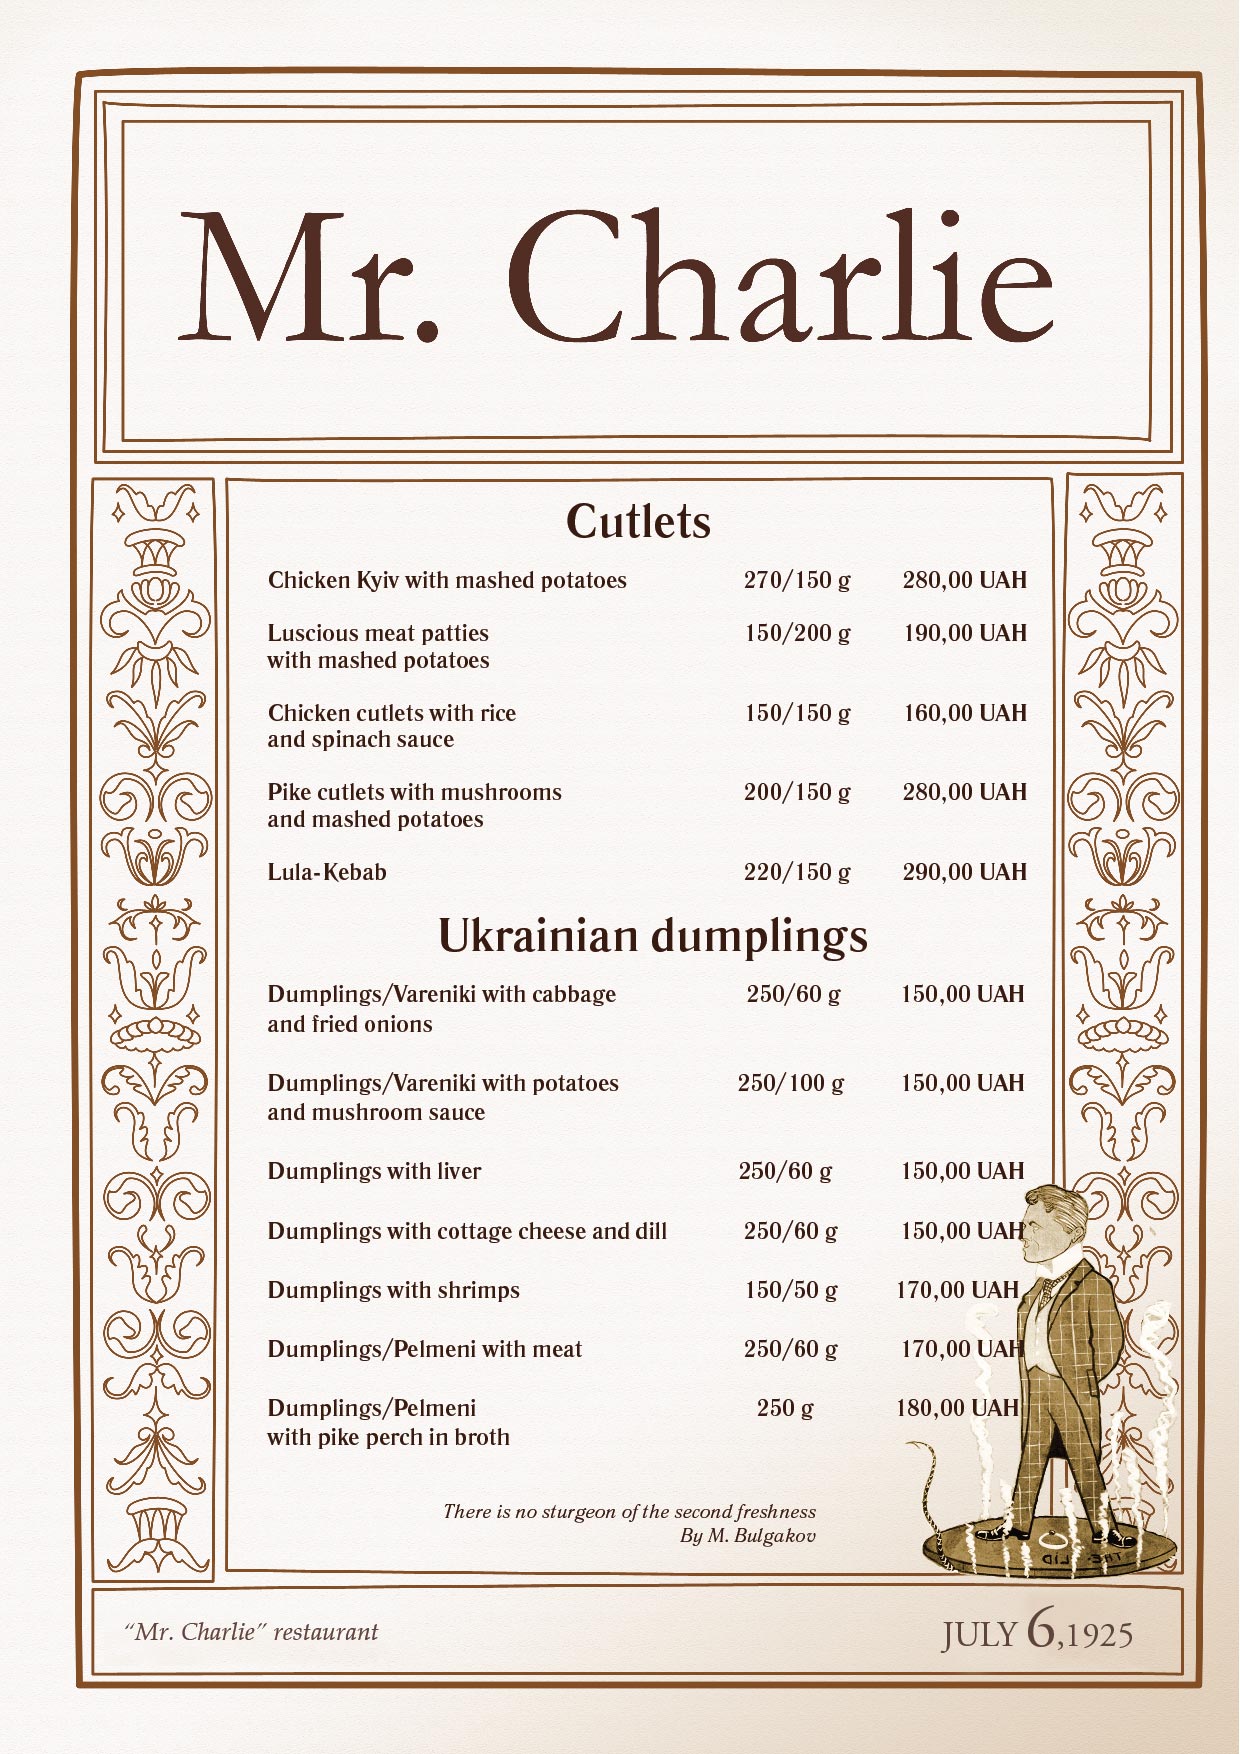 Mr. Charlie
Cutlets
Chicken Kyiv with mashed potatoes 270/150 g 280,00 UAH
Luscious meat patties 150/200 g 190,00 UAH
with mashed potatoes
Chicken cutlets with rice 150/150 g 160,00 UAH
and spinach sauce
Pike cutlets with mushrooms 200/150 g 280,00 UAH
and mashed potatoes
Lula-Kebab 220/150 g 290,00 UAH
Ukrainian dumplings
Dumplings/Vareniki with cabbage 250/60 g 150,00 UAH
and fried onions
Dumplings/Vareniki with potatoes 250/100 g 150,00 UAH
and mushroom sauce
Dumplings with liver 250/60 g 150,00 UAH
Dumplings with cottage cheese and dill 250/60 g 150,00 UAH
Dumplings with shrimps 150/50 g 170,00 UAH
Dumplings/Pelmeni with meat 250/60 g 170,00 UAH
Dumplings/Pelmeni 250 g 180,00 UAH
with pike perch in broth
There is no sturgeon of the second freshness
By M. Bulgakov
THE LID
"Mr. Charlie" restaurant
JULY 6,1925